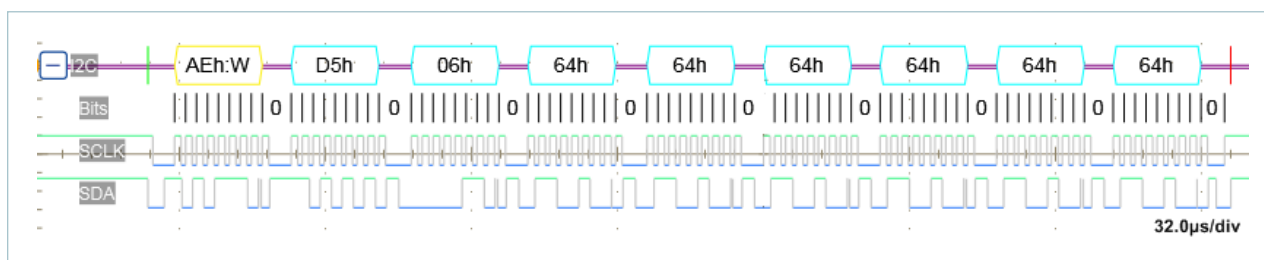 I2C AEh:W D5h 06h 64h 64h 64h 64h 64h 64h
Bits 0 0 0 0 0 0 0 0 0
SCLK
SDA
32.0µs/div